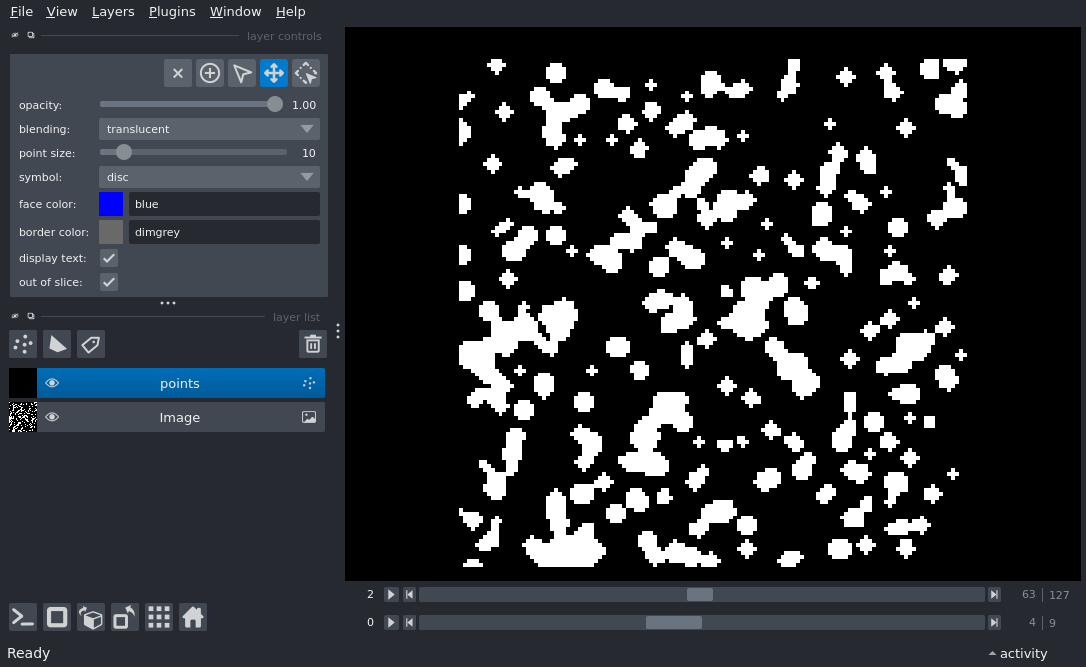 File View Layers Plugins Window Help
layer controls
opacity: 1.00
blending: translucent
point size: 10
symbol: disc
face color: blue
border color: dimgrey
display text:
out of slice:
layer list
points
Image
2 63 127
0 4 9
Ready activity